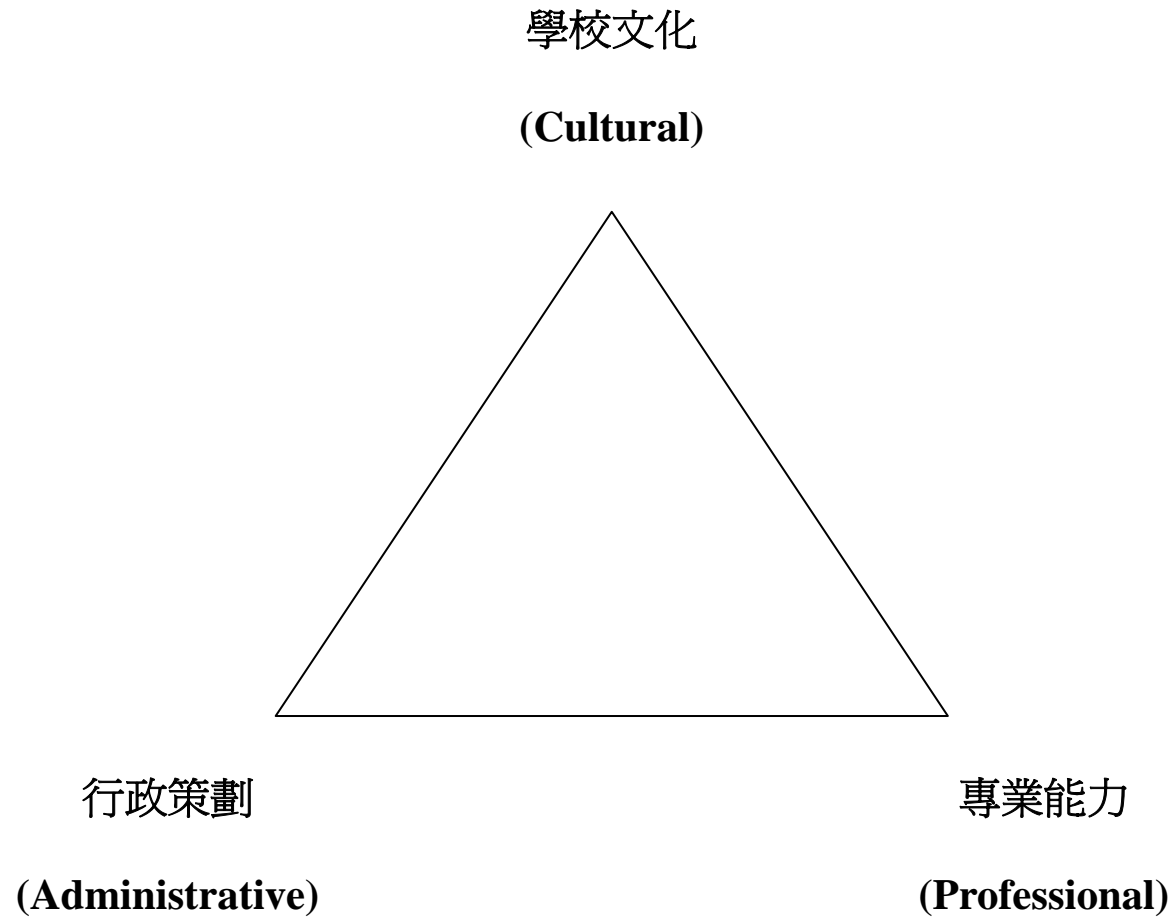 學校文化
(Cultural)
行政策劃
(Administrative)
專業能力
(Professional)